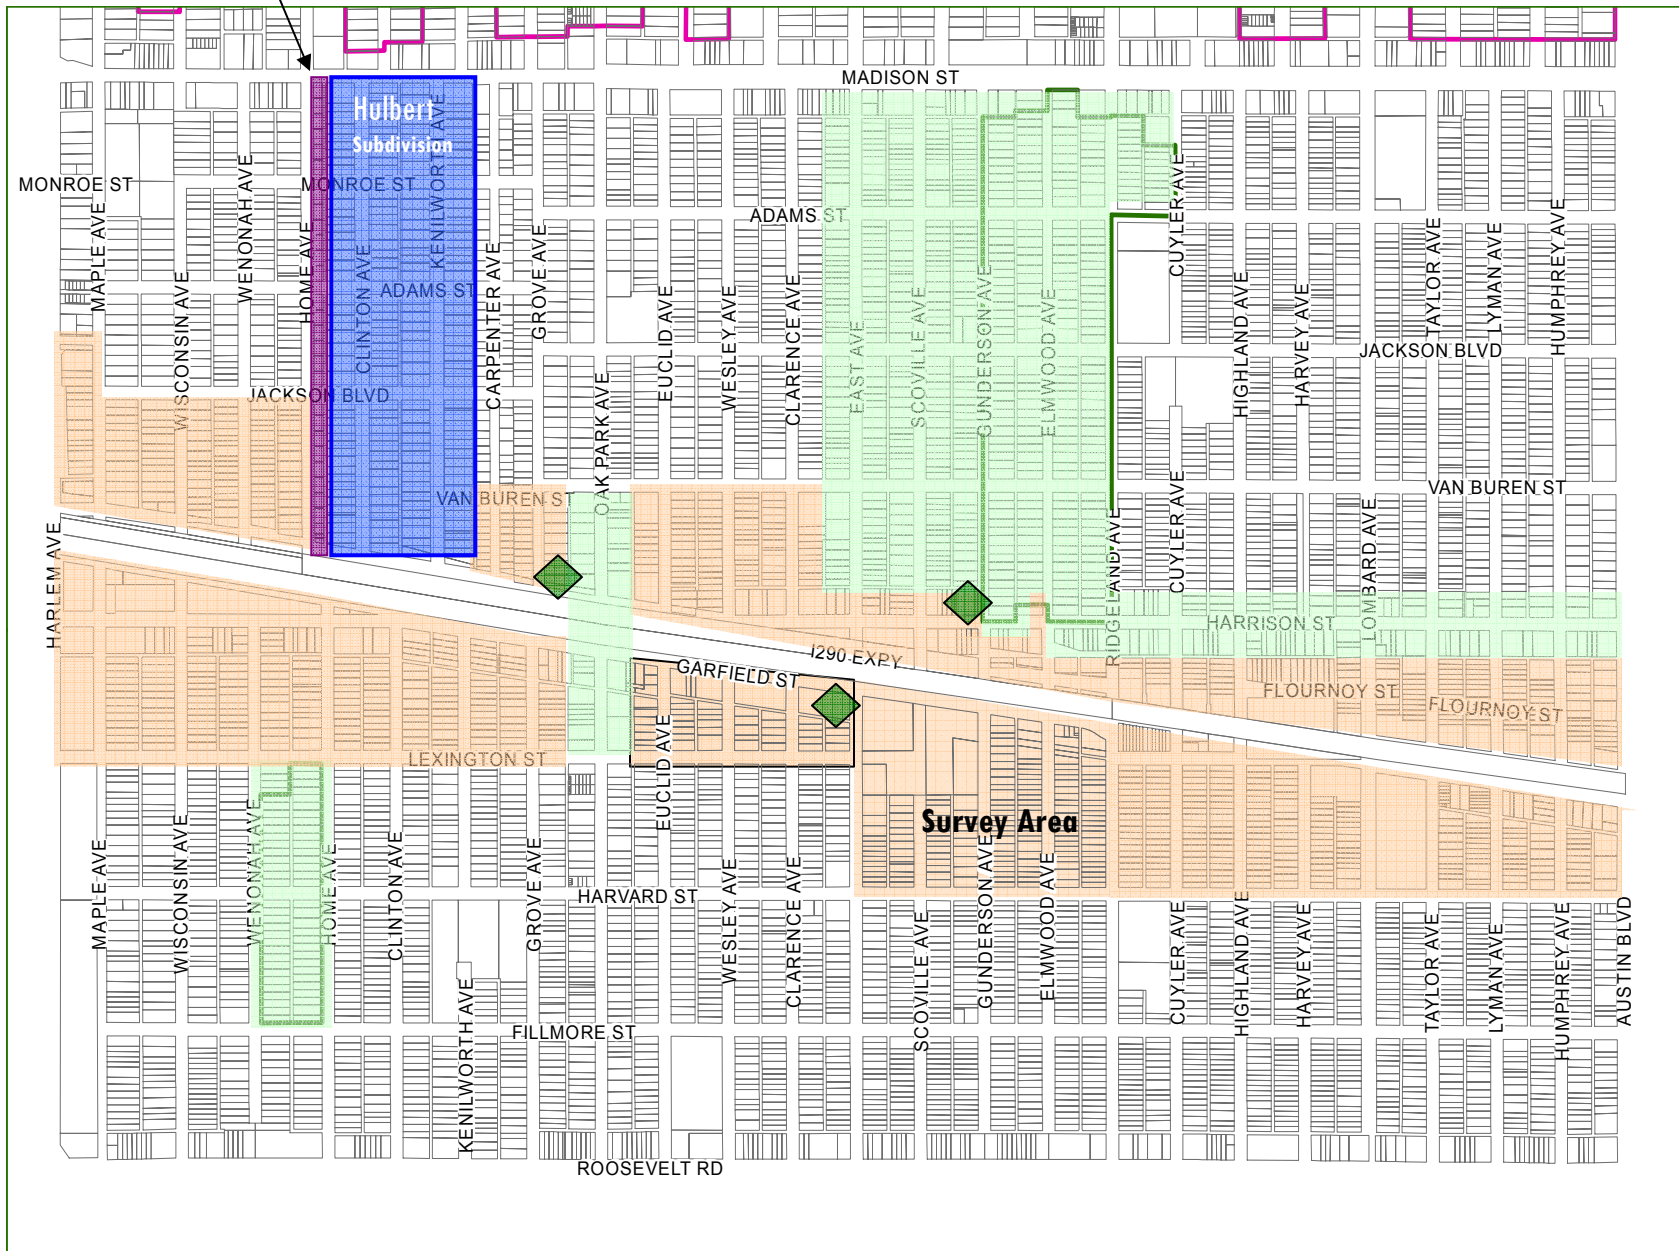 MADISON ST
Hulbert
Subdivision
MONROE ST
MONROE ST
ADAMS ST
ADAMS ST
MAPLE AVE
WISCONSIN AVE
WENONAH AVE
HOME AVE
CLINTON AVE
KENILWORTH AVE
CARPENTER AVE
GROVE AVE
OAK PARK AVE
EUCLID AVE
WESLEY AVE
CLARENCE AVE
EAST AVE
SCOVILLE AVE
GUNDERSON AVE
ELMWOOD AVE
CUYLER AVE
HIGHLAND AVE
HARVEY AVE
TAYLOR AVE
LYMAN AVE
HUMPHREY AVE
JACKSON BLVD
JACKSON BLVD
VAN BUREN ST
VAN BUREN ST
HARLEM AVE
RIDGELAND AVE
CUYLER AVE
LOMBARD AVE
HARRISON ST
I290 EXPY
GARFIELD ST
FLOURNOY ST
FLOURNOY ST
LEXINGTON ST
EUCLID AVE
Survey Area
MAPLE AVE
WISCONSIN AVE
WENONAH AVE
HOME AVE
CLINTON AVE
GROVE AVE
HARVARD ST
WESLEY AVE
CLARENCE AVE
SCOVILLE AVE
GUNDERSON AVE
ELMWOOD AVE
CUYLER AVE
HIGHLAND AVE
HARVEY AVE
TAYLOR AVE
LYMAN AVE
HUMPHREY AVE
AUSTIN BLVD
KENILWORTH AVE
FILLMORE ST
ROOSEVELT RD